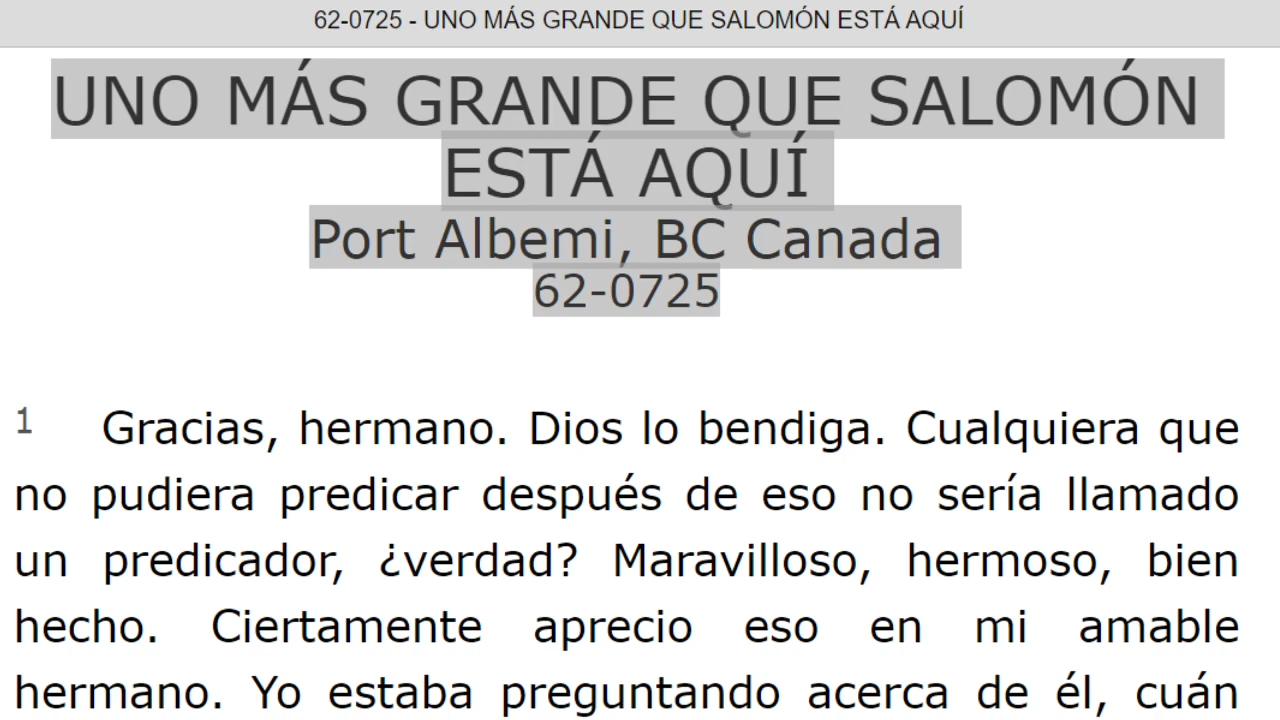 62-0725 - UNO MÁS GRANDE QUE SALOMÓN ESTÁ AQUÍ
UNO MÁS GRANDE QUE SALOMÓN
ESTÁ AQUÍ
Port Albemi, BC Canada
62-0725
1 Gracias, hermano. Dios lo bendiga. Cualquiera que
no pudiera predicar después de eso no sería llamado
un predicador, ¿verdad? Maravilloso, hermoso, bien
hecho. Ciertamente aprecio eso en mi amable
hermano. Yo estaba preguntando acerca de él, cuán